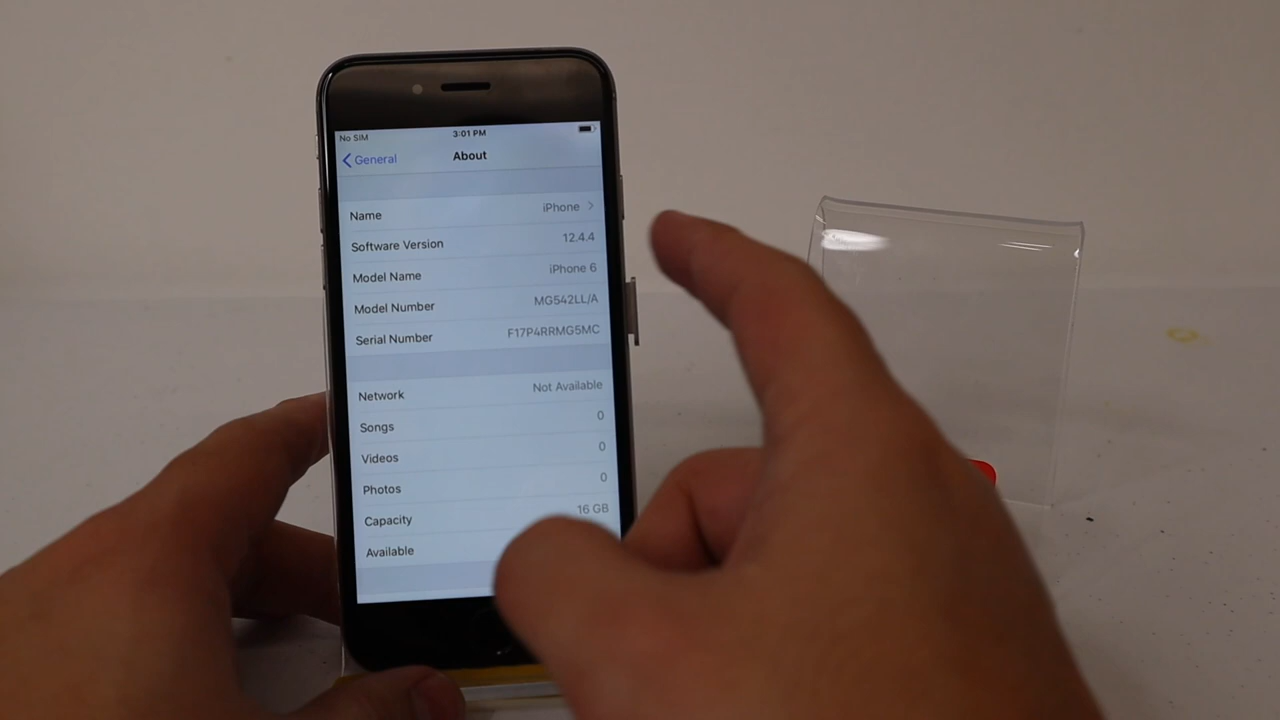 No SIM 3:01 PM
General About
Name iPhone
Software Version 12.4.4
Model Name iPhone 6
Model Number MG542LL/A
Serial Number F17P4RRMG5MC
Network Not Available
Songs 0
Videos 0
Photos 0
Capacity 16 GB
Available